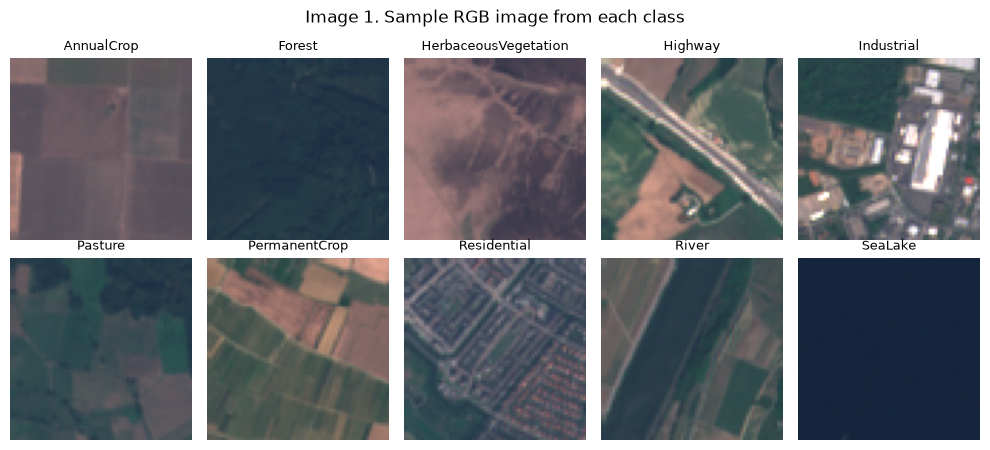 Image 1. Sample RGB image from each class
AnnualCrop
Forest
HerbaceousVegetation
Highway
Industrial
Pasture
PermanentCrop
Residential
River
SeaLake